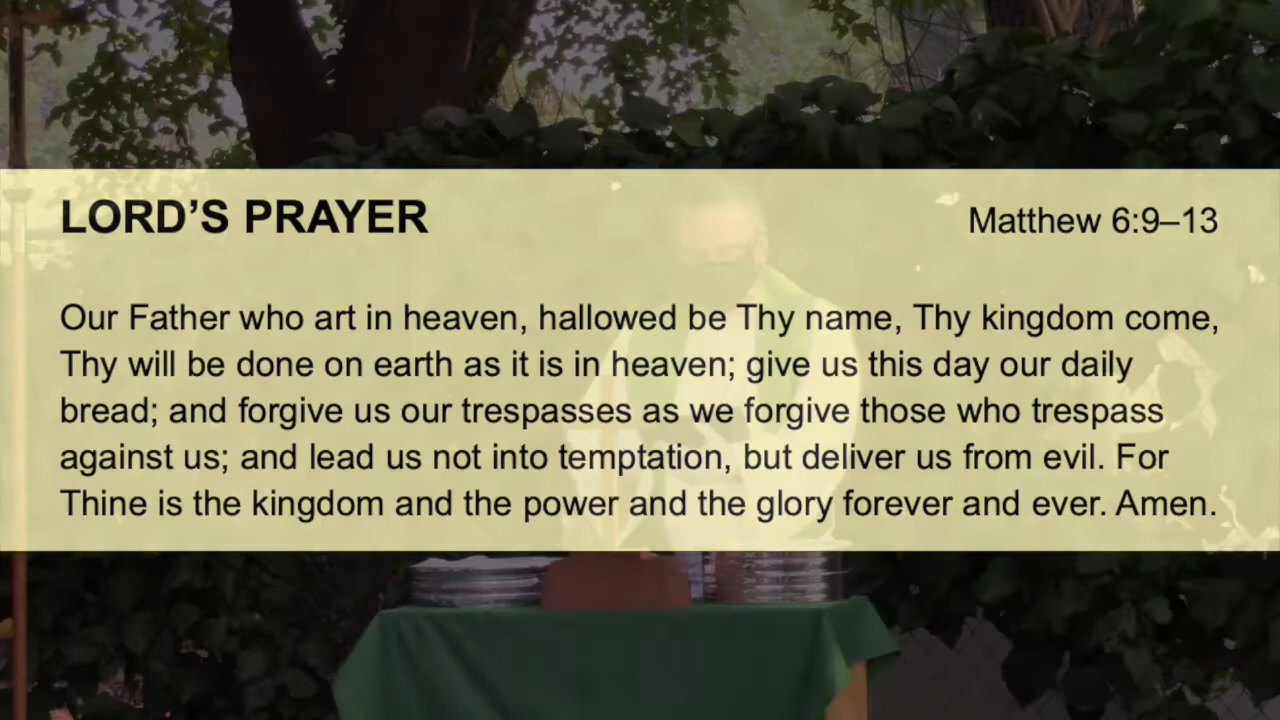 LORD’S PRAYER Matthew 6:9–13
Our Father who art in heaven, hallowed be Thy name, Thy kingdom come,
Thy will be done on earth as it is in heaven; give us this day our daily
bread; and forgive us our trespasses as we forgive those who trespass
against us; and lead us not into temptation, but deliver us from evil. For
Thine is the kingdom and the power and the glory forever and ever. Amen.